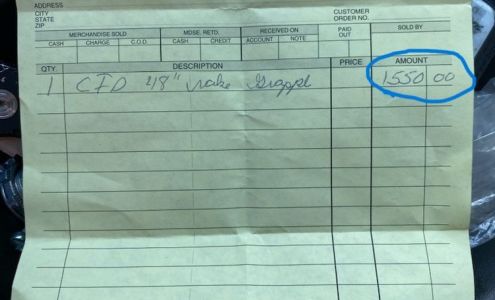 ADDRESS
CITY
STATE
ZIP
CUSTOMER
ORDER NO.
MERCHANDISE SOLD MDSE. RETD. RECEIVED ON PAID OUT SOLD BY
CASH CHARGE C.O.D. CASH CREDIT ACCOUNT NOTE
QTY. DESCRIPTION PRICE AMOUNT
1 CID 48" rake Grapple 1550 00